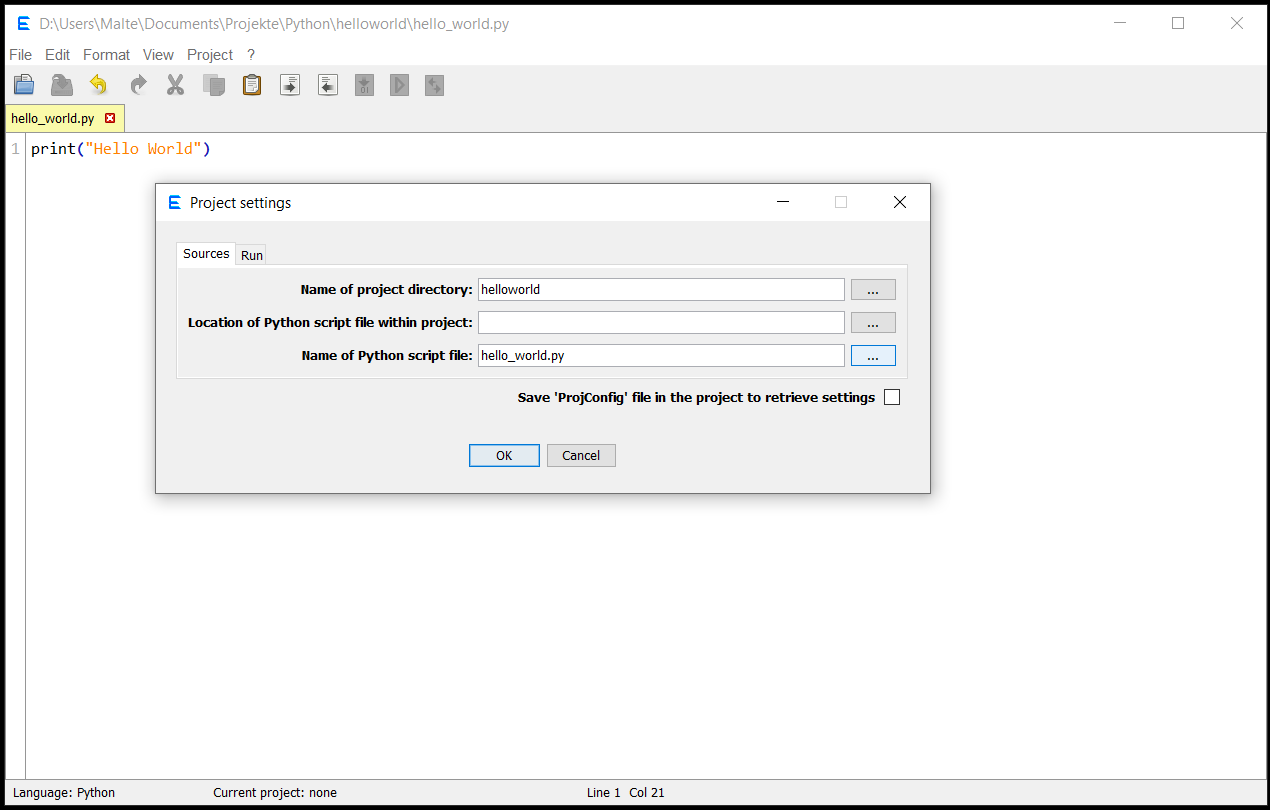 D:\Users\Malte\Documents\Projekte\Python\helloworld\hello_world.py
File Edit Format View Project ?
hello_world.py
1 print("Hello World")
Project settings
Sources Run
Name of project directory: helloworld ...
Location of Python script file within project: ...
Name of Python script file: hello_world.py ...
Save 'ProjConfig' file in the project to retrieve settings
OK Cancel
Language: Python Current project: none Line 1 Col 21